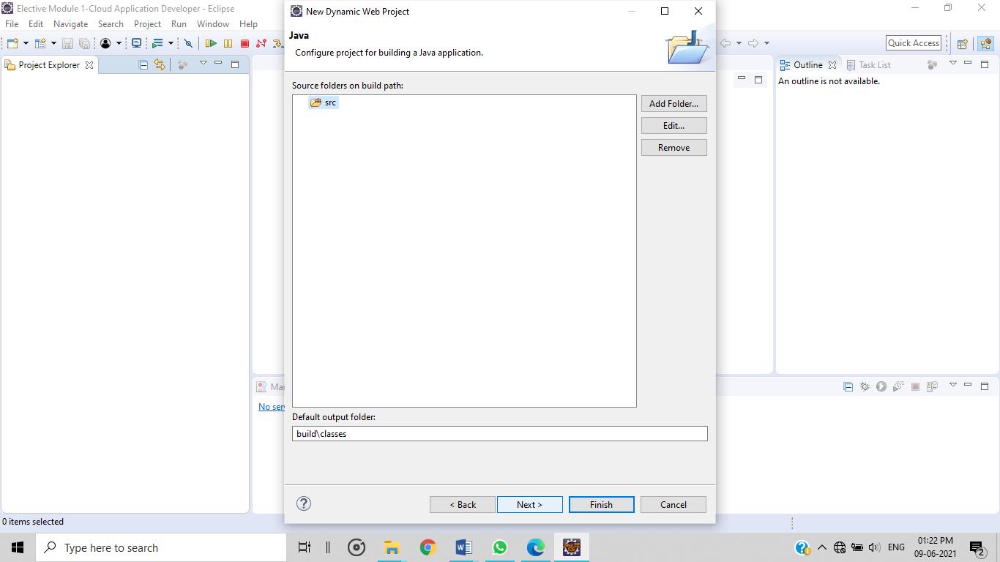 Elective Module 1-Cloud Application Developer - Eclipse
File Edit Navigate Search Project Run Window Help
Quick Access
Project Explorer
New Dynamic Web Project
Java
Configure project for building a Java application.
Source folders on build path:
src
Add Folder...
Edit...
Remove
Default output folder:
build\classes
< Back Next > Finish Cancel
Outline Task List
An outline is not available.
Mar
No ser
0 items selected
Type here to search
ENG
01:22 PM
09-06-2021
2